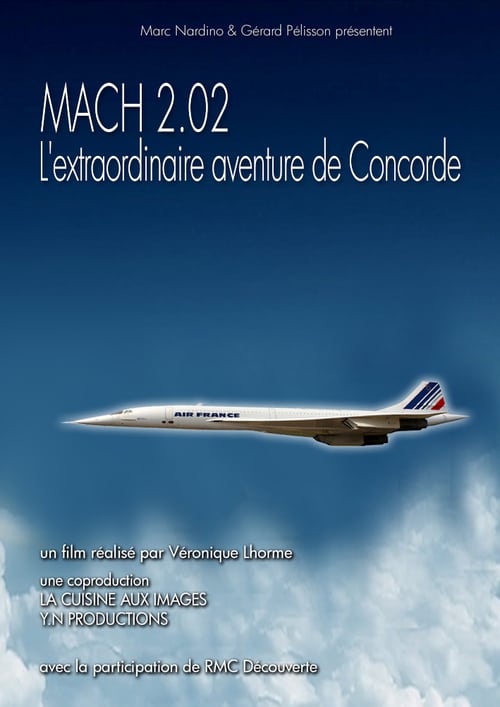 Marc Nardino & Gérard Pélisson présentent
MACH 2.02
L'extraordinaire aventure de Concorde
AIR FRANCE
un film réalisé par Véronique Lhorme
une coproduction
LA CUISINE AUX IMAGES
Y.N PRODUCTIONS
avec la participation de RMC Découverte